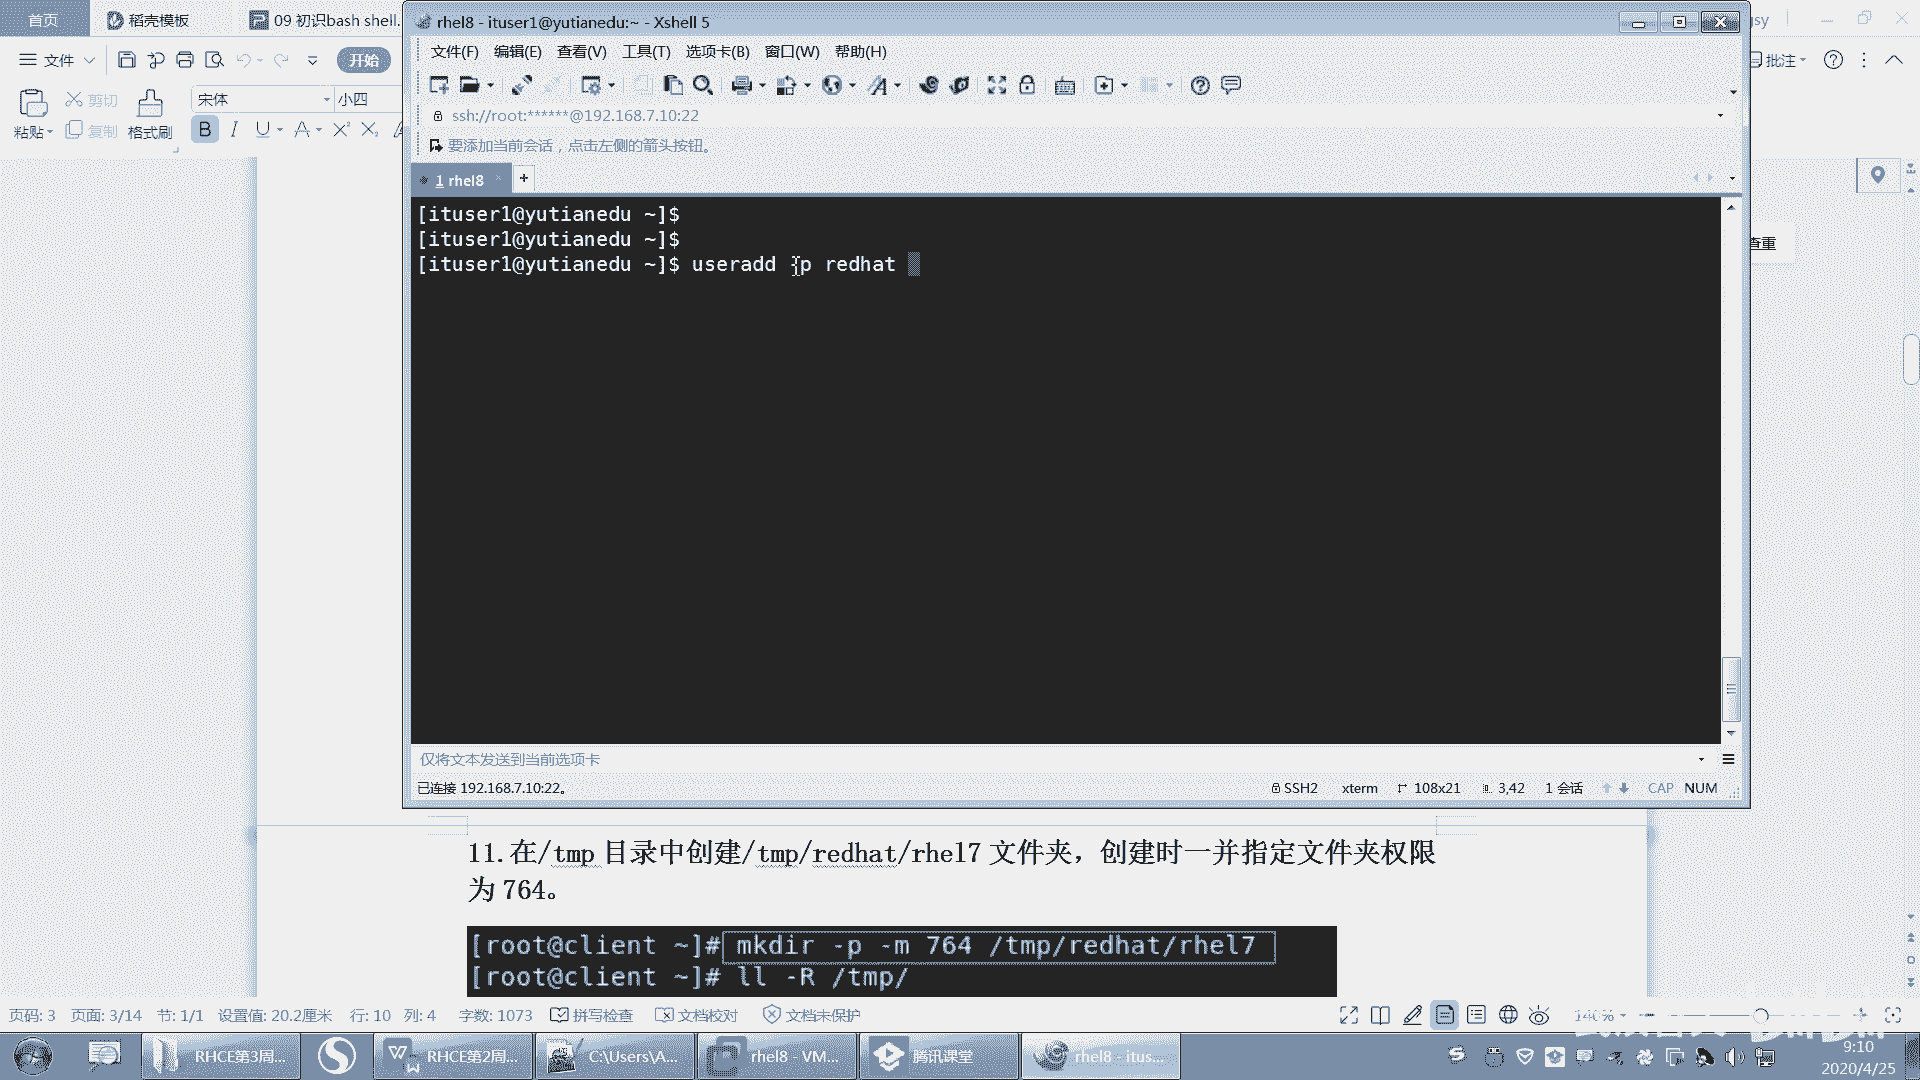 首页
稻壳模板
09 初识bash shell.
文件
开始
粘贴
剪切
复制
格式刷
宋体
小四
B I U A X² X₂
批注
查重
rhel8 - ituser1@yutianedu:~ - Xshell 5
文件(F) 编辑(E) 查看(V) 工具(T) 选项卡(B) 窗口(W) 帮助(H)
ssh://root:******@192.168.7.10:22
要添加当前会话，点击左侧的箭头按钮。
1 rhel8
[ituser1@yutianedu ~]$
[ituser1@yutianedu ~]$
[ituser1@yutianedu ~]$ useradd -p redhat
仅将文本发送到当前选项卡
已连接 192.168.7.10:22。
SSH2 xterm 108x21 3,42 1 会话 CAP NUM
11.在/tmp 目录中创建/tmp/redhat/rhel7 文件夹，创建时一并指定文件夹权限
为 764。
[root@client ~]# mkdir -p -m 764 /tmp/redhat/rhel7
[root@client ~]# ll -R /tmp/
页码: 3 页面: 3/14 节: 1/1 设置值: 20.2厘米 行: 10 列: 4 字数: 1073 拼写检查 文档校对 文档未保护 140%
RHCE第3周...
RHCE第2周...
C:\Users\A...
rhel8 - VM...
腾讯课堂
rhel8 - itus...
9:10
2020/4/25